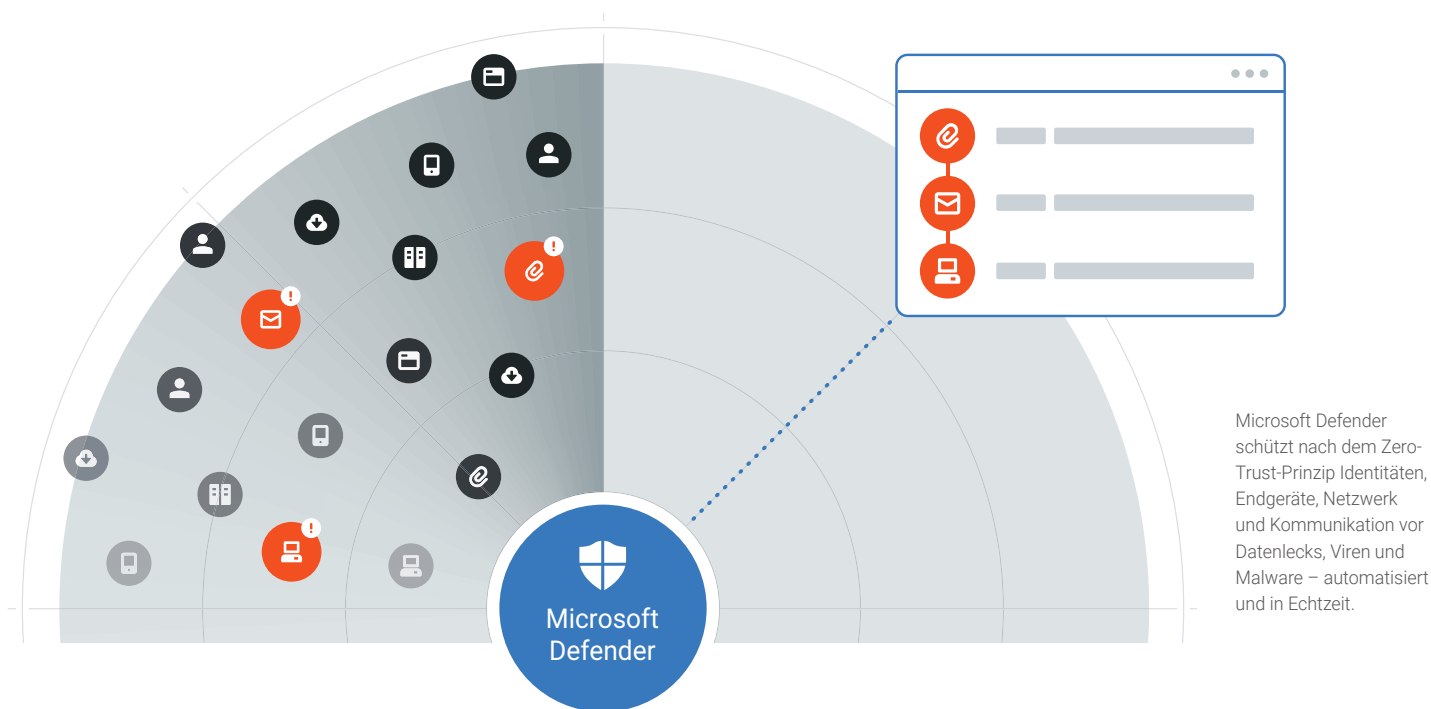 Microsoft Defender
schützt nach dem Zero-
Trust-Prinzip Identitäten,
Endgeräte, Netzwerk
und Kommunikation vor
Datenlecks, Viren und
Malware – automatisiert
und in Echtzeit.
Microsoft
Defender